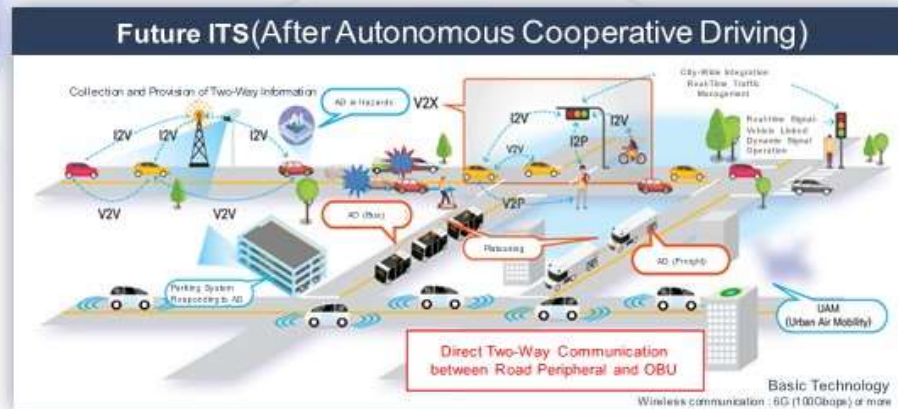 Future ITS(After Autonomous Cooperative Driving)
Collection and Provision of Two-Way Information
AD in Hazards
V2X
City-Wide Integration
Real-Time Traffic
Management
I2V
I2V
I2V
I2V
I2V
V2V
I2P
Real-time Signal-
Vehicle Linked
Dynamic Signal
Operation
V2V
V2V
V2P
AD (Bus)
Platooning
AD (Freight)
Parking System
Responding to AD
UAM
(Urban Air Mobility)
Direct Two-Way Communication
between Road Peripheral and OBU
Basic Technology
Wireless communication : 6G (100Gbops) or more